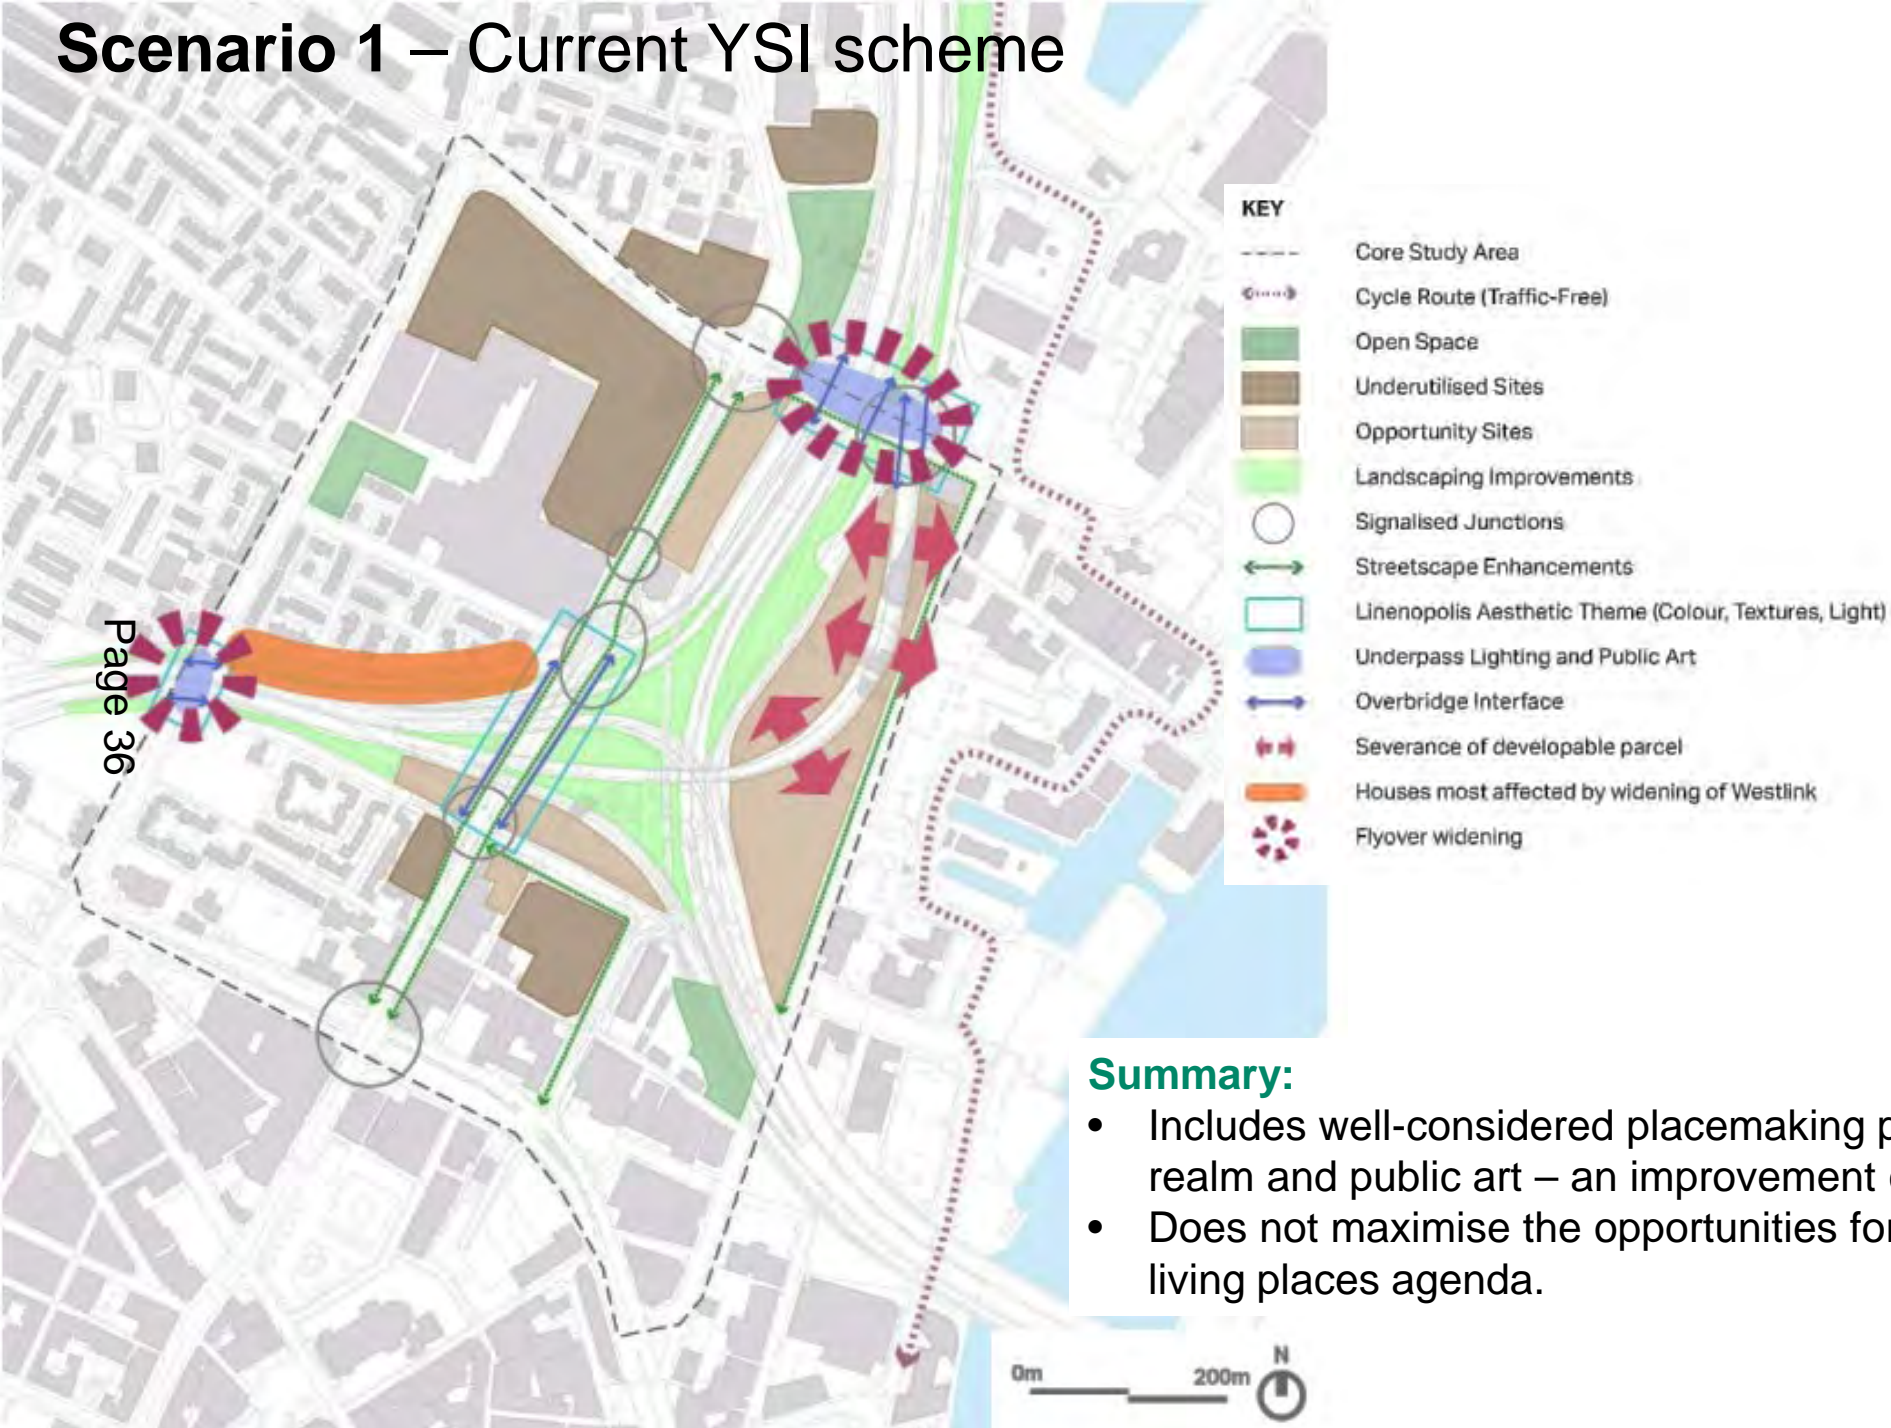 Scenario 1 – Current YSI scheme
KEY
Core Study Area
Cycle Route (Traffic-Free)
Open Space
Underutilised Sites
Opportunity Sites
Landscaping Improvements
Signalised Junctions
Streetscape Enhancements
Linenopolis Aesthetic Theme (Colour, Textures, Light)
Underpass Lighting and Public Art
Overbridge Interface
Severance of developable parcel
Houses most affected by widening of Westlink
Flyover widening
Page 36
Summary:
• Includes well-considered placemaking
realm and public art – an improvement
• Does not maximise the opportunities for
living places agenda.
0m 200m
N